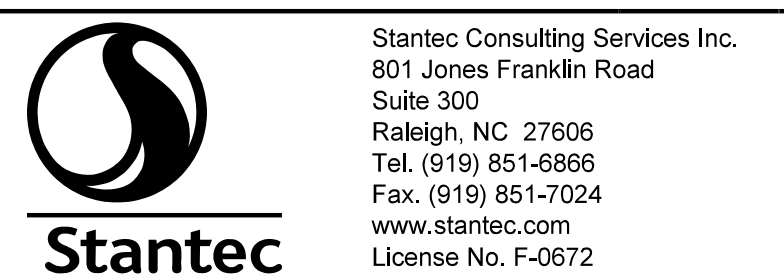 Stantec
Stantec Consulting Services Inc.
801 Jones Franklin Road
Suite 300
Raleigh, NC  27606
Tel. (919) 851-6866
Fax. (919) 851-7024
www.stantec.com
License No. F-0672